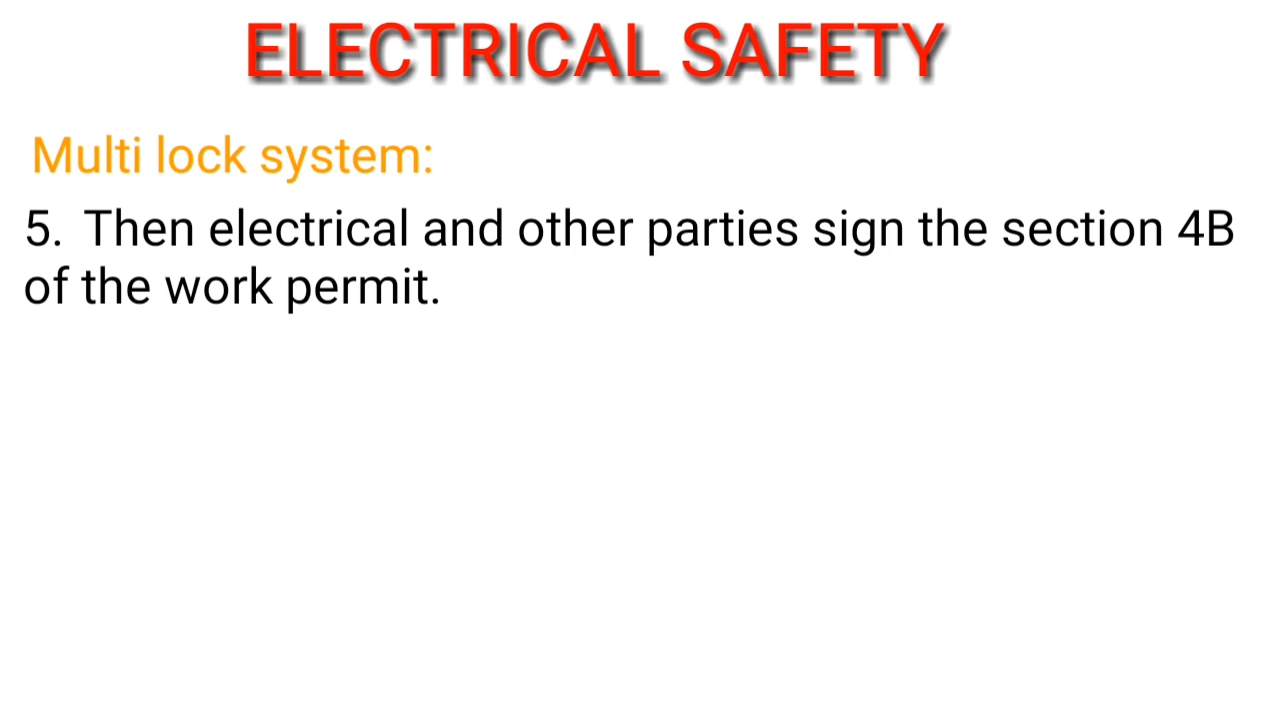 ELECTRICAL SAFETY
Multi lock system:
5. Then electrical and other parties sign the section 4B
of the work permit.